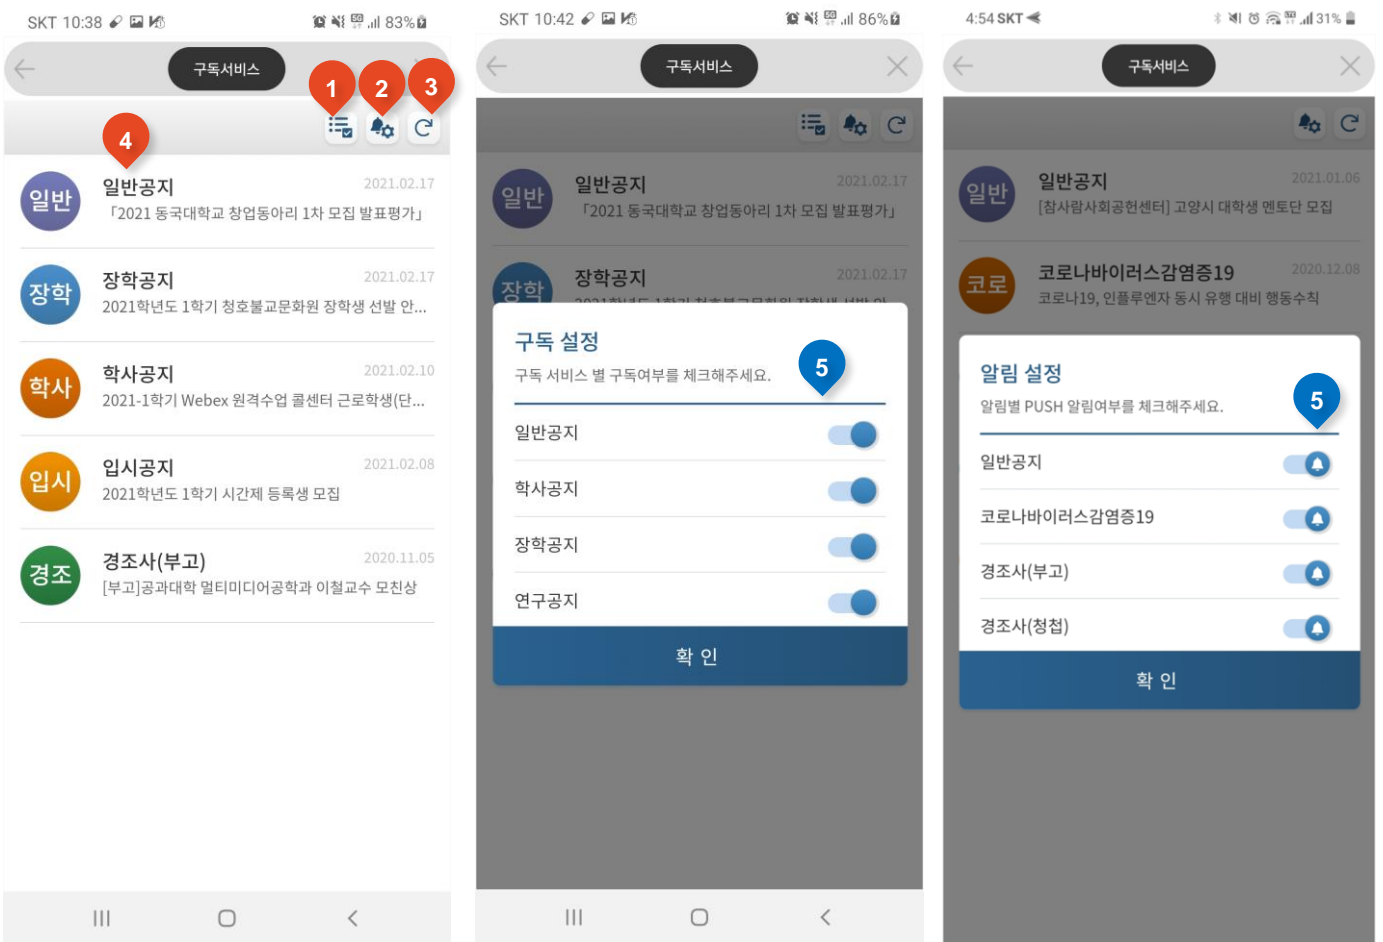 SKT 10:38
83%
구독서비스
1
2
3
4
일반
일반공지
2021.02.17
「2021 동국대학교 창업동아리 1차 모집 발표평가」
장학
장학공지
2021.02.17
2021학년도 1학기 청호불교문화원 장학생 선발 안...
학사
학사공지
2021.02.10
2021-1학기 Webex 원격수업 콜센터 근로학생(단...
입시
입시공지
2021.02.08
2021학년도 1학기 시간제 등록생 모집
경조
경조사(부고)
2020.11.05
[부고]공과대학 멀티미디어공학과 이철교수 모친상
SKT 10:42
86%
구독서비스
일반
일반공지
2021.02.17
「2021 동국대학교 창업동아리 1차 모집 발표평가」
장학
장학공지
2021.02.17
구독 설정
구독 서비스 별 구독여부를 체크해주세요.
5
일반공지
학사공지
장학공지
연구공지
확 인
4:54 SKT
31%
구독서비스
일반
일반공지
2021.01.06
[참사람사회공헌센터] 고양시 대학생 멘토단 모집
코로
코로나바이러스감염증19
2020.12.08
코로나19, 인플루엔자 동시 유행 대비 행동수칙
알림 설정
알림별 PUSH 알림여부를 체크해주세요.
5
일반공지
코로나바이러스감염증19
경조사(부고)
경조사(청첩)
확 인